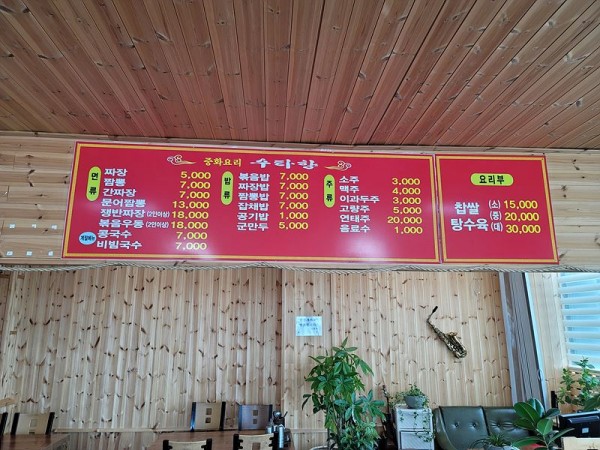 중화요리 수타향
면류
짜장 5,000
짬뽕 7,000
간짜장 7,000
문어짬뽕 13,000
쟁반짜장 (2인이상) 18,000
볶음우동 (2인이상) 18,000
콩국수 7,000
비빔국수 7,000
밥류
볶음밥 7,000
짜장밥 7,000
짬뽕밥 7,000
잡채밥 7,000
공기밥 1,000
군만두 5,000
주류
소주 3,000
맥주 4,000
이과두주 3,000
고량주 5,000
연태주 20,000
음료수 1,000
요리부
찹쌀 탕수육
(소) 15,000
(중) 20,000
(대) 30,000